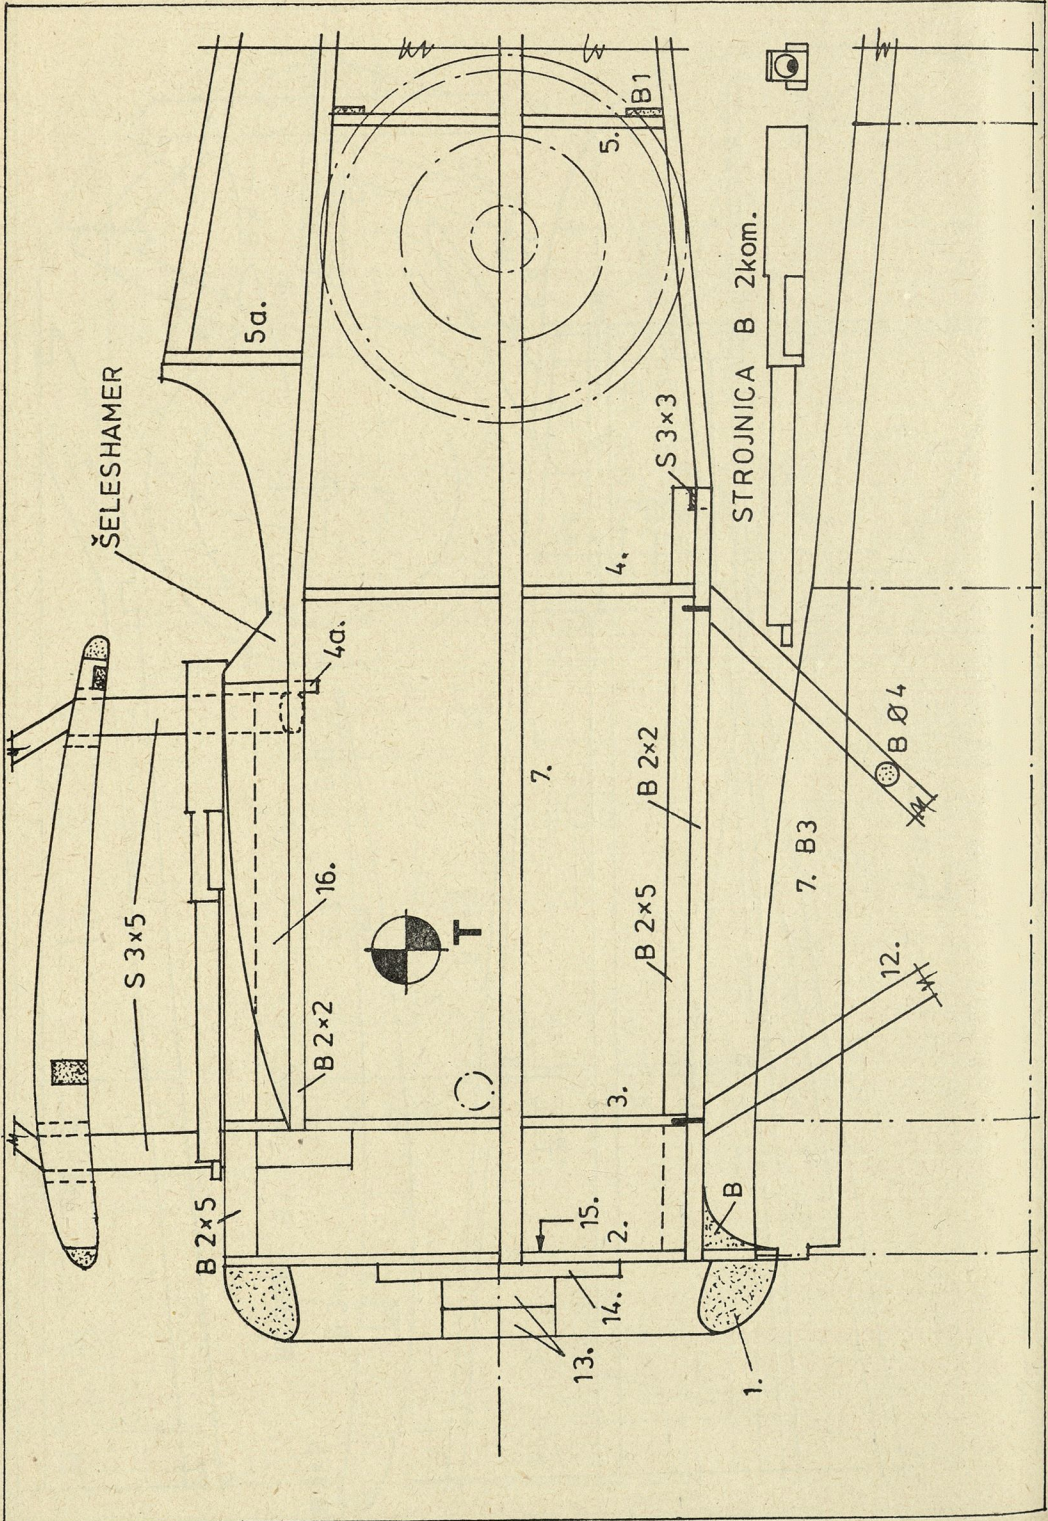 ŠELESHAMER
5a.
5.
B 1
S 3×5
4a.
16.
B 2×2
T
7.
4.
S 3×3
STROJNICA B 2kom.
B 2×2
B 2×5
3.
B Ø 4
7. B3
12.
B 2×5
15.
2.
B
14.
13.
1.